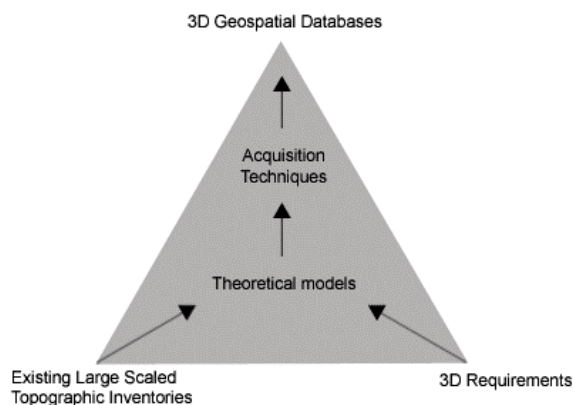 3D Geospatial Databases
Acquisition
Techniques
Theoretical models
Existing Large Scaled
Topographic Inventories
3D Requirements